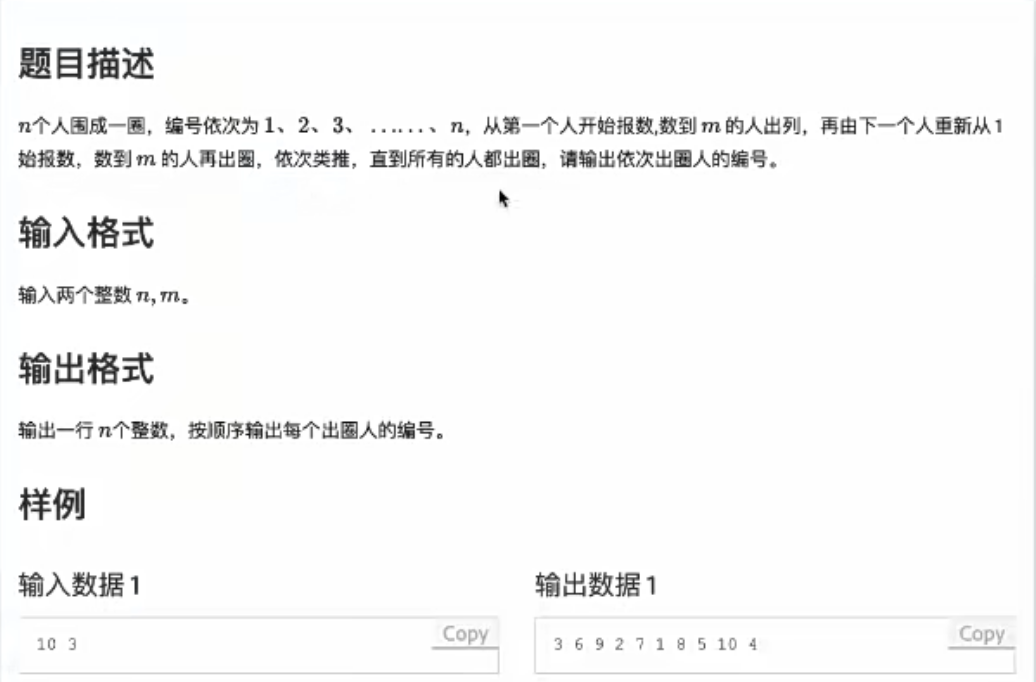 题目描述
n个人围成一圈，编号依次为 1、2、3、……、n，从第一个人开始报数,数到 m 的人出列，再由下一个人重新从1
始报数，数到 m 的人再出圈，依次类推，直到所有的人都出圈，请输出依次出圈人的编号。
输入格式
输入两个整数 n, m。
输出格式
输出一行 n个整数，按顺序输出每个出圈人的编号。
样例
输入数据 1
输出数据 1
Copy
10 3
Copy
3 6 9 2 7 1 8 5 10 4